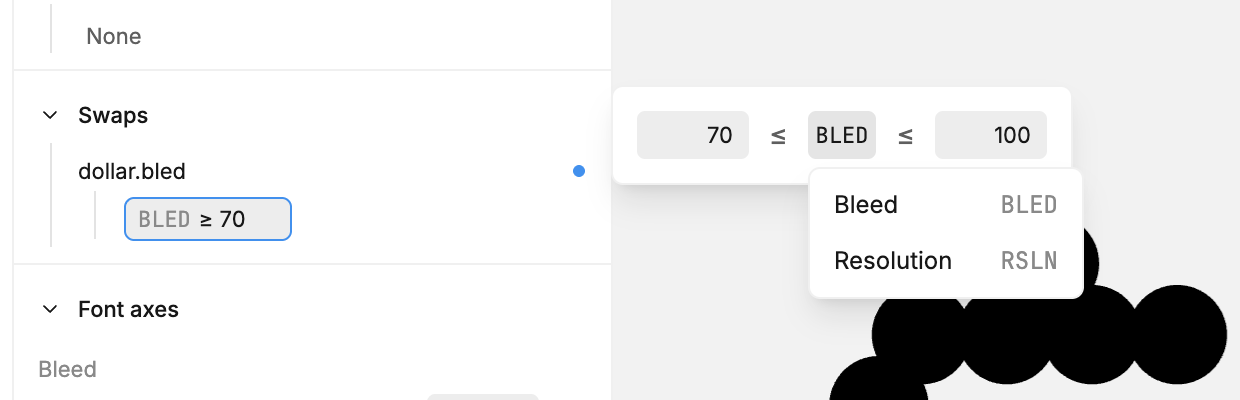 None
Swaps
dollar.bled
BLED ≥ 70
Font axes
Bleed
70 ≤ BLED ≤ 100
Bleed BLED
Resolution RSLN